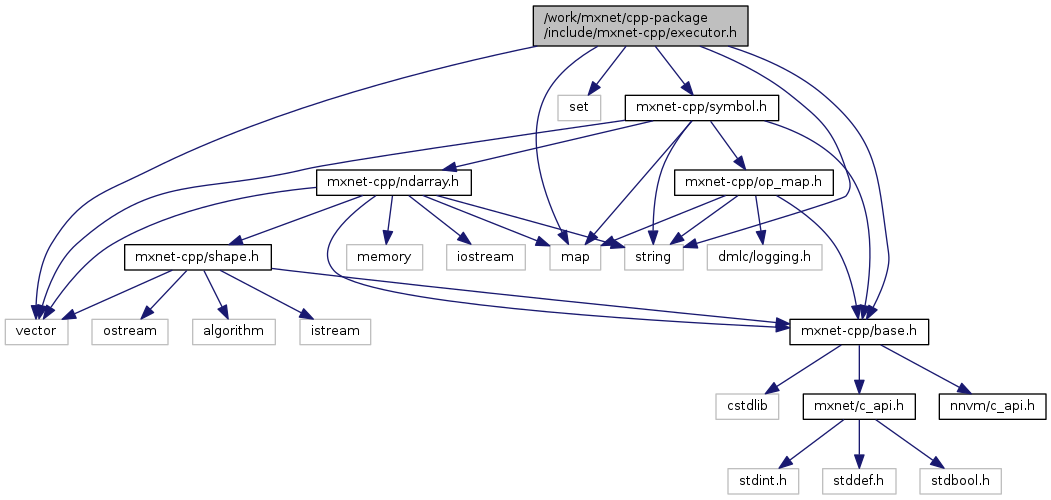 /work/mxnet/cpp-package
/include/mxnet-cpp/executor.h
set
mxnet-cpp/symbol.h
mxnet-cpp/ndarray.h
mxnet-cpp/op_map.h
mxnet-cpp/shape.h
memory
iostream
map
string
dmlc/logging.h
vector
ostream
algorithm
istream
mxnet-cpp/base.h
cstdlib
mxnet/c_api.h
nnvm/c_api.h
stdint.h
stddef.h
stdbool.h